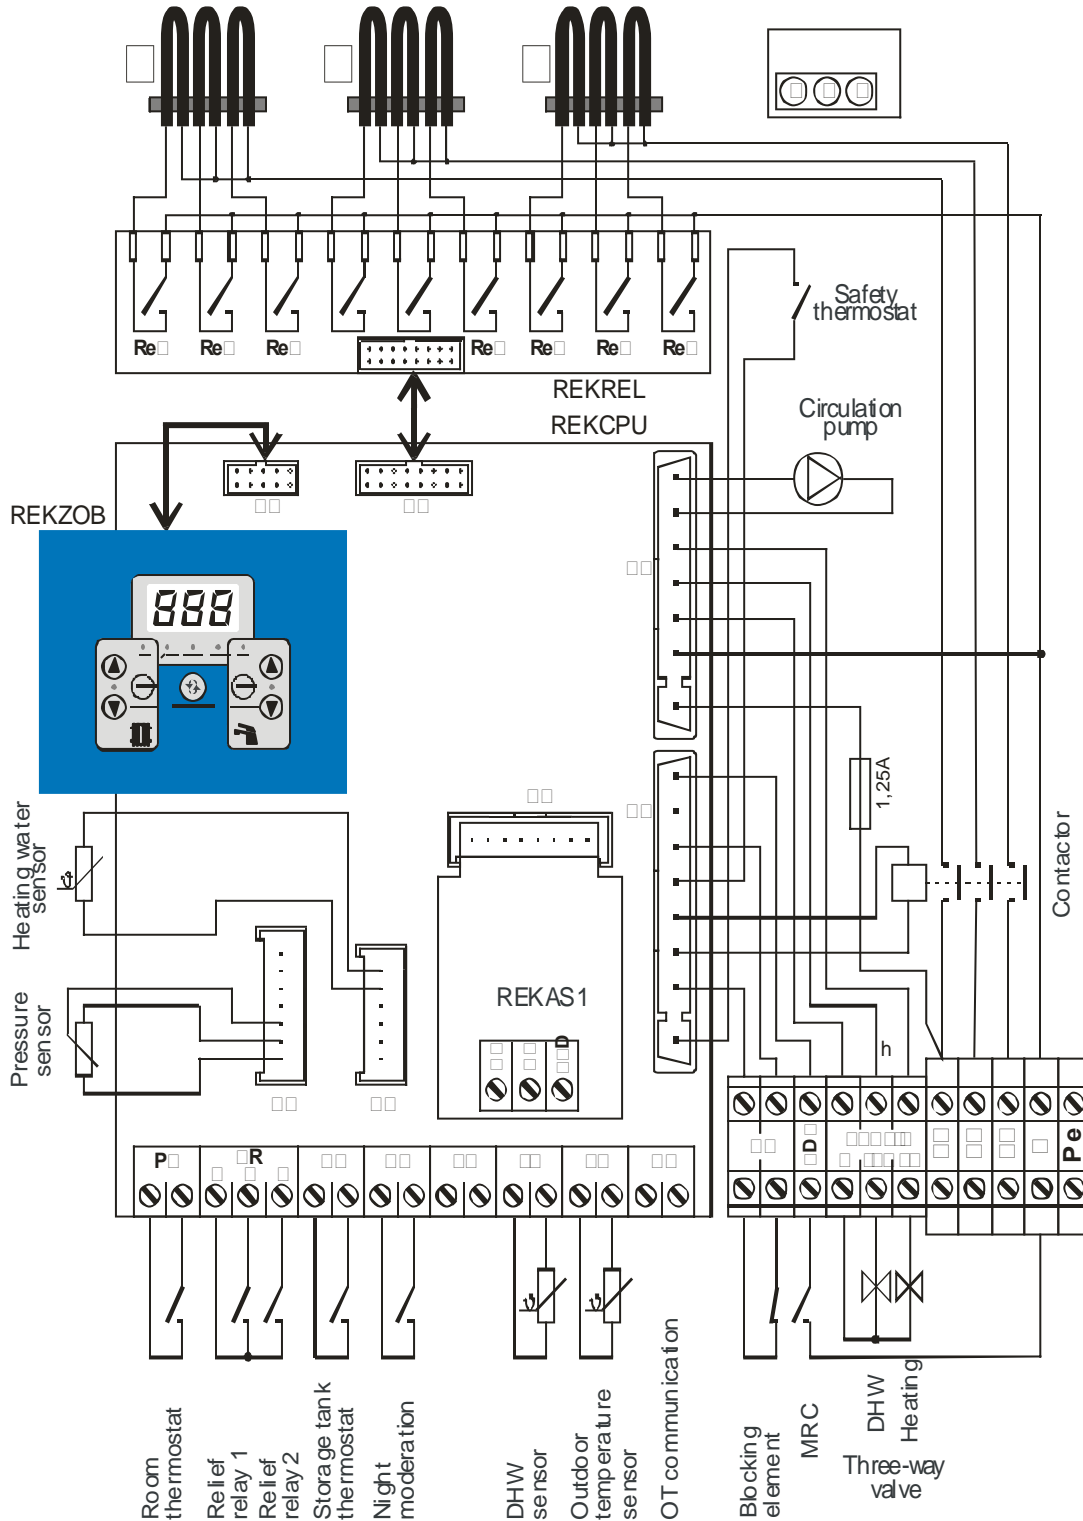 Safety
thermostat
Re
Re
Re
Re
Re
Re
Re
REKREL
REKCPU
Circulation
pump
REKZOB
888
1,25A
Heating water
sensor
Pressure
sensor
REKAS1
D
Contactor
h
P
R
D
Pe
Room
thermostat
Relief
relay 1
Relief
relay 2
Storage tank
thermostat
Night
moderation
DHW
sensor
Outdoor
temperature
sensor
OT communication
Blocking
element
MRC
DHW
Heating
Three-way
valve